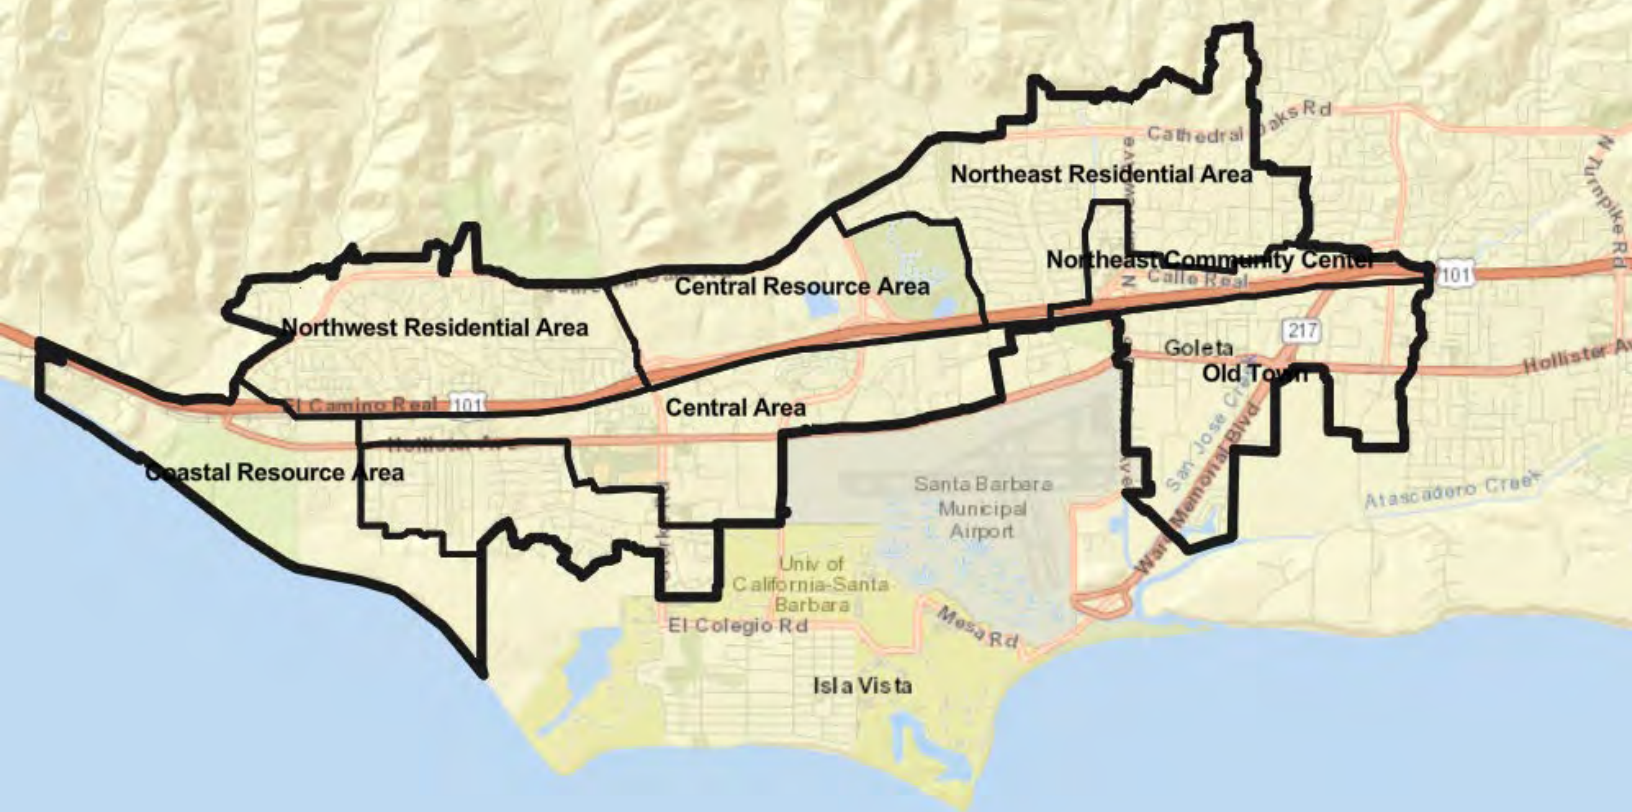 Cathedral Oaks Rd
N Turnpike Rd
Northeast Residential Area
Northeast Community Center
Calle Real
101
Central Resource Area
Northwest Residential Area
217
Goleta
Hollister Av
Old Town
El Camino Real
101
Central Area
Hollister Ave
San Jose Cre
Coastal Resource Area
Santa Barbara
Municipal
Airport
Atascadero Creek
Memorial Blvd
Univ of
California-Santa
Barbara
El Colegio Rd
Mesa Rd
Isla Vista